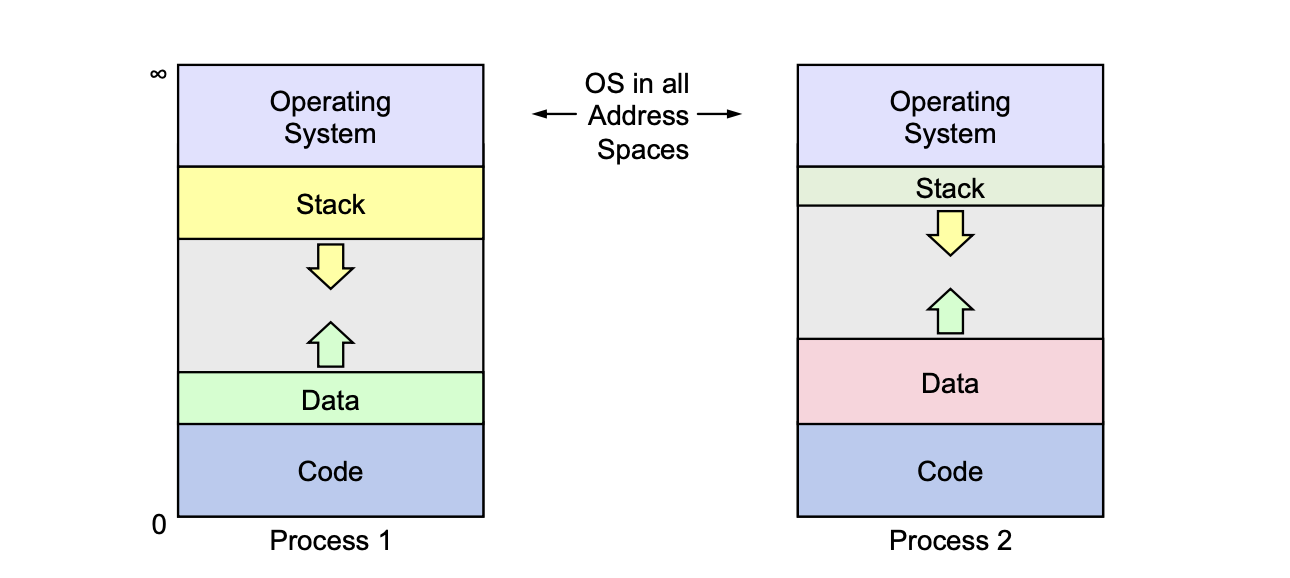 ∞
Operating
System
Stack
Data
Code
0
Process 1
OS in all
Address
Spaces
Operating
System
Stack
Data
Code
Process 2